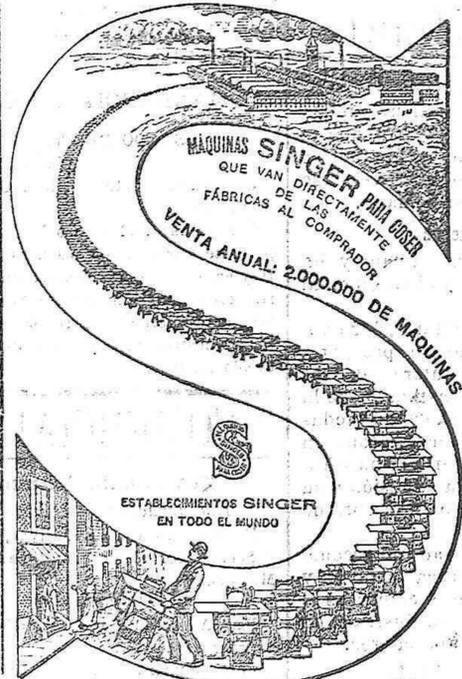 MÁQUINAS SINGER PARA COSER
QUE VAN DIRECTAMENTE
DE LAS
FÁBRICAS AL COMPRADOR
VENTA ANUAL: 2.000.000 DE MAQUINAS
S
ESTABLECIMIENTOS SINGER
EN TODO EL MUNDO